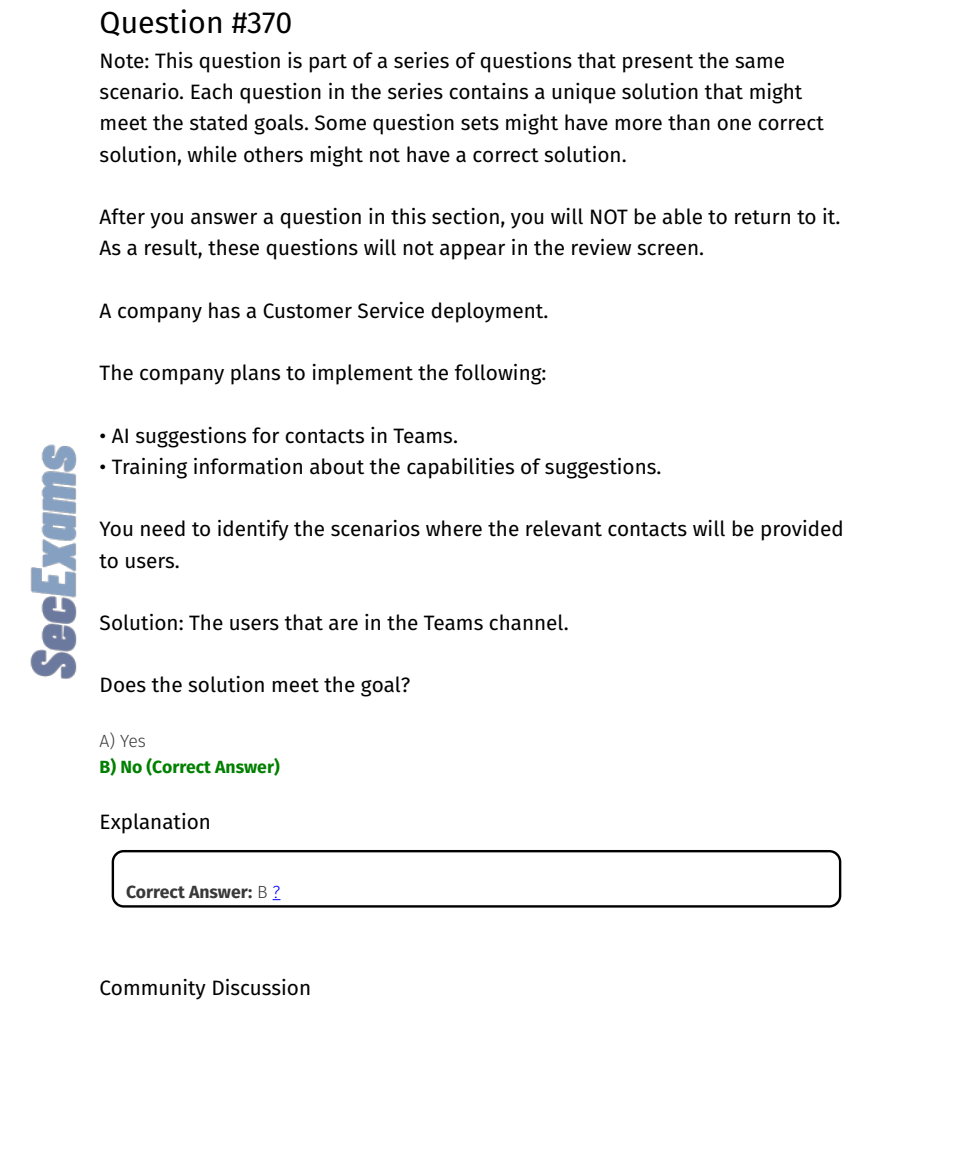 Question #370
Note: This question is part of a series of questions that present the same
scenario. Each question in the series contains a unique solution that might
meet the stated goals. Some question sets might have more than one correct
solution, while others might not have a correct solution.
After you answer a question in this section, you will NOT be able to return to it.
As a result, these questions will not appear in the review screen.
A company has a Customer Service deployment.
The company plans to implement the following:
• AI suggestions for contacts in Teams.
• Training information about the capabilities of suggestions.
You need to identify the scenarios where the relevant contacts will be provided
to users.
Solution: The users that are in the Teams channel.
Does the solution meet the goal?
A) Yes
B) No (Correct Answer)
Explanation
Correct Answer: B ?
Community Discussion
SecExams